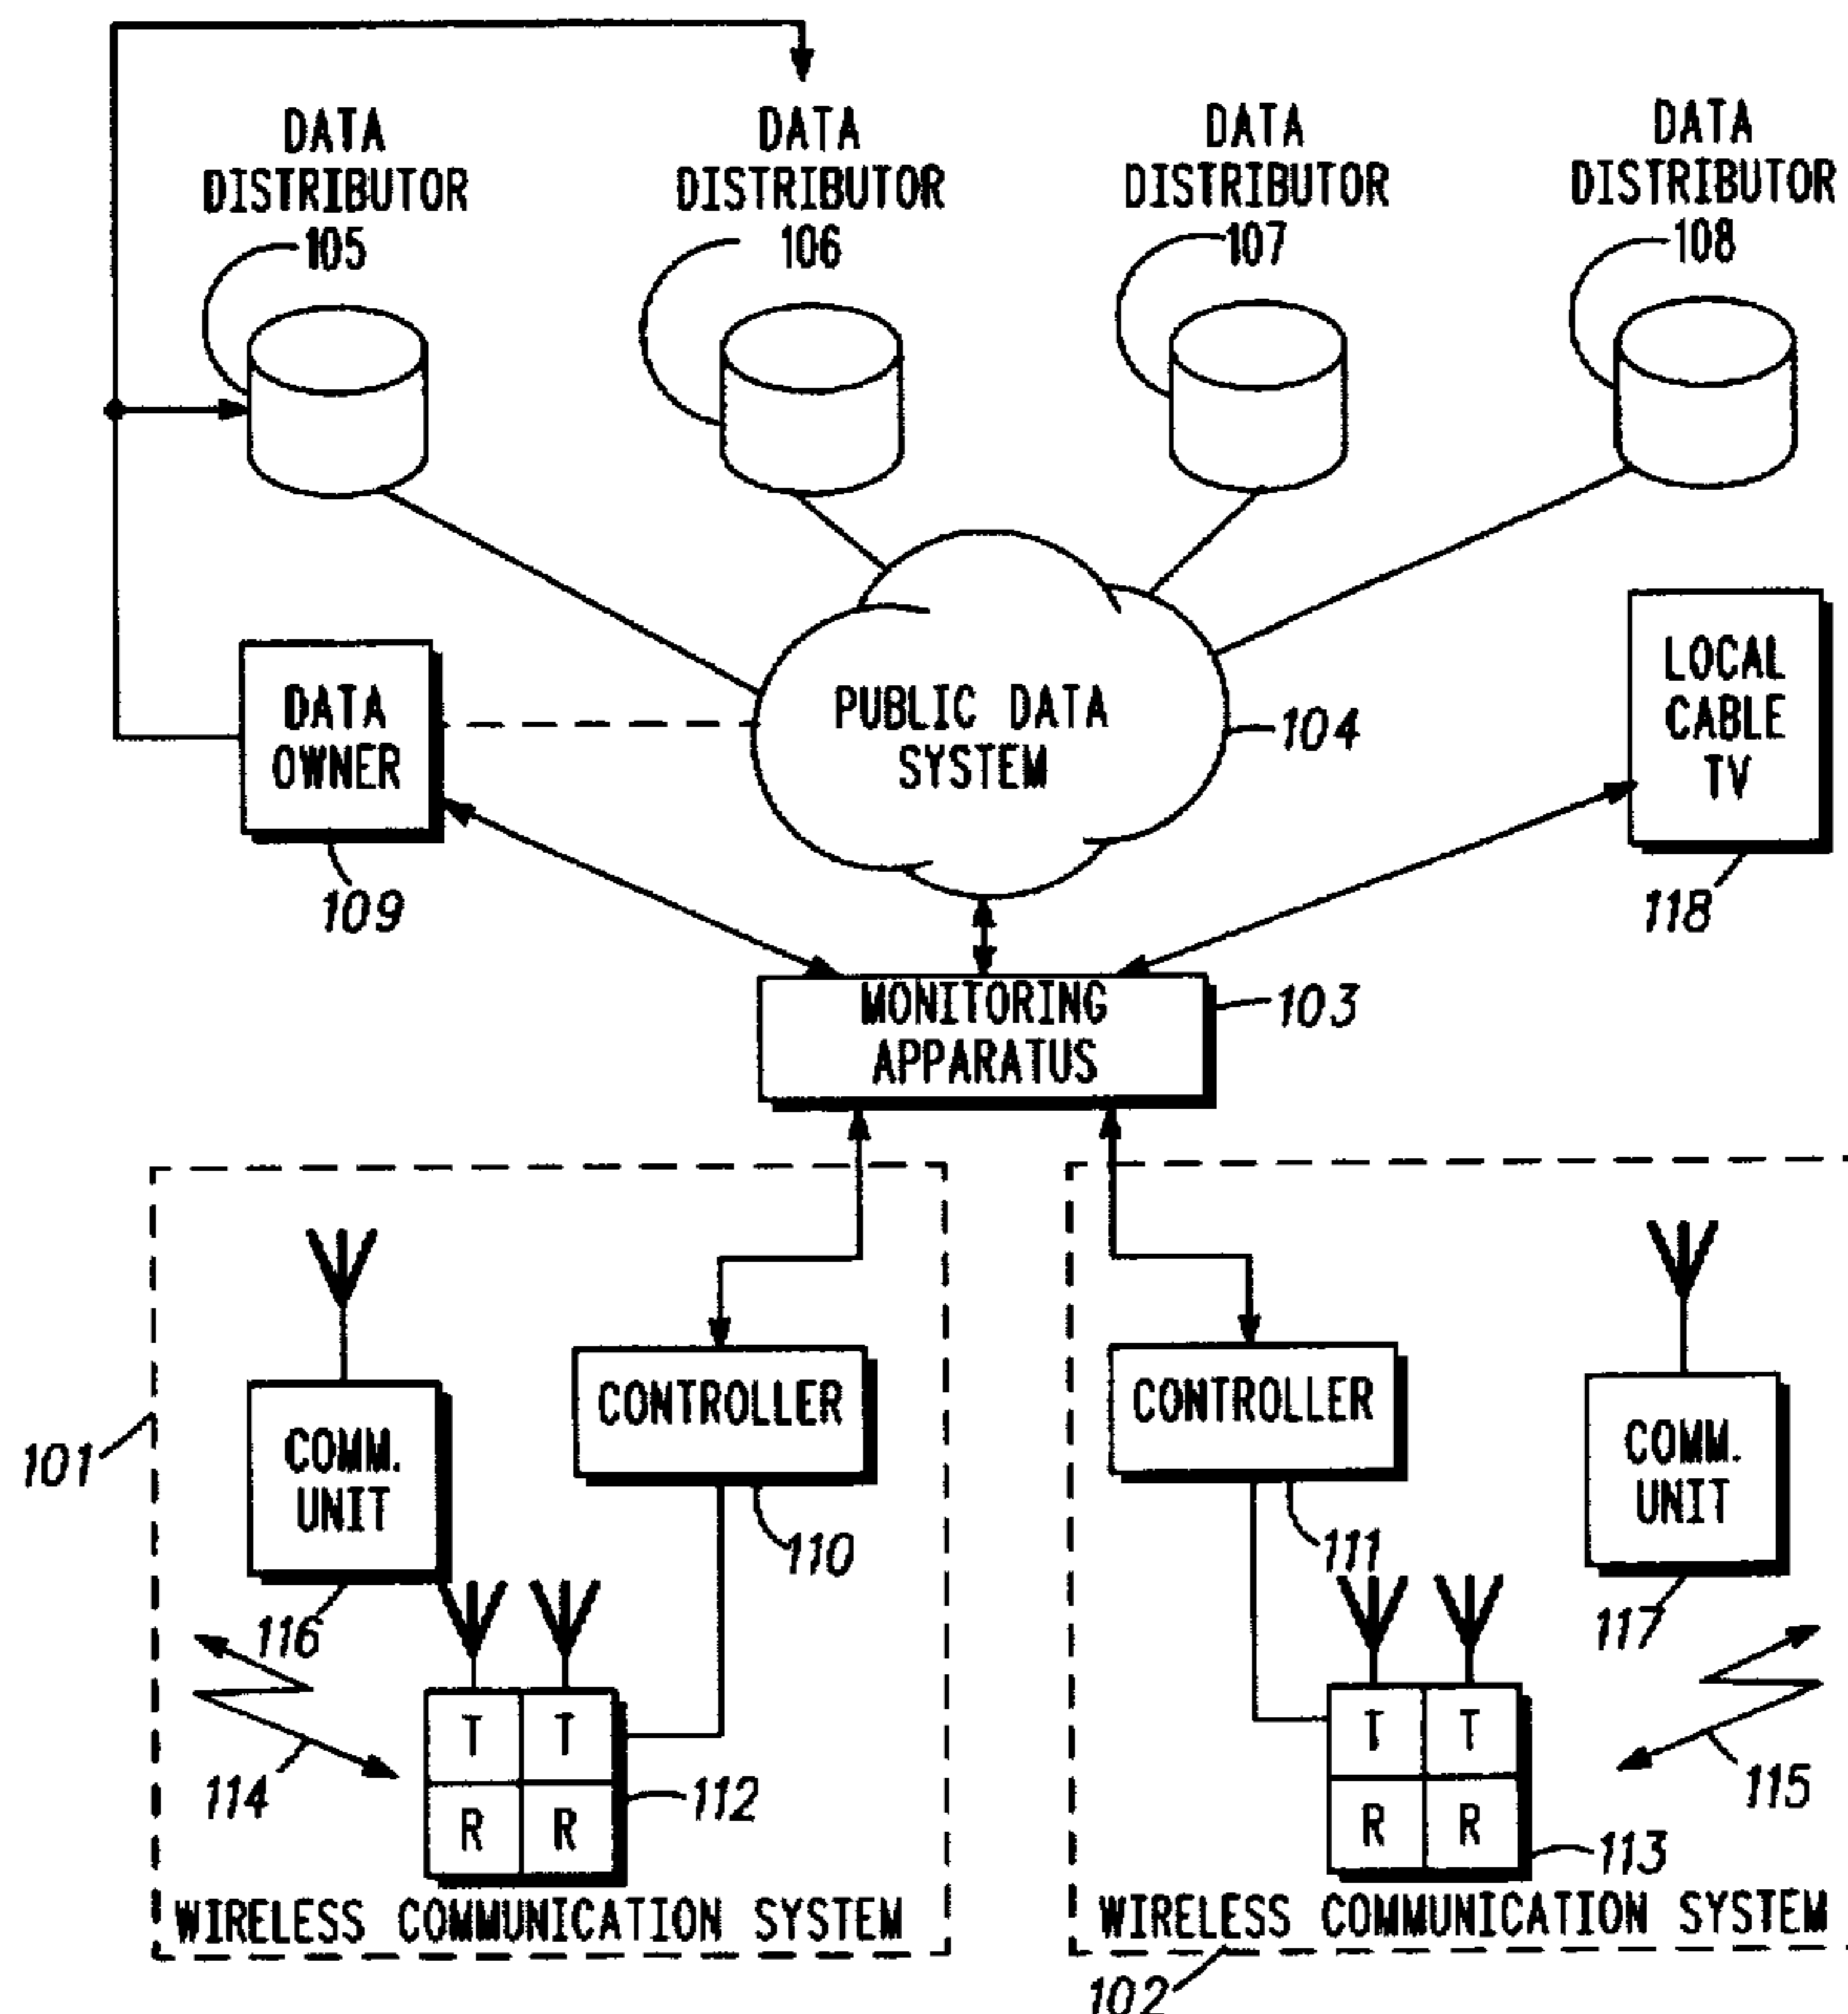 DATA
DISTRIBUTOR
105
DATA
DISTRIBUTOR
106
DATA
DISTRIBUTOR
107
DATA
DISTRIBUTOR
108
DATA
OWNER
109
PUBLIC DATA
SYSTEM
104
LOCAL
CABLE
TV
118
MONITORING
APPARATUS
103
101
COMM.
UNIT
116
CONTROLLER
110
114
T T
R R
112
WIRELESS COMMUNICATION SYSTEM
CONTROLLER
111
COMM.
UNIT
117
T T
R R
113
115
WIRELESS COMMUNICATION SYSTEM
102